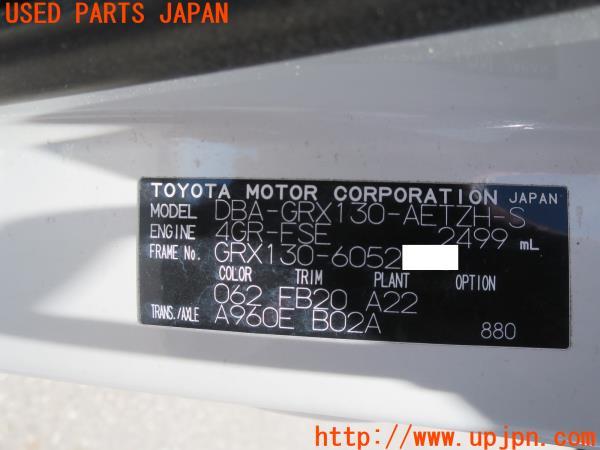 USED PARTS JAPAN
TOYOTA MOTOR CORPORATION JAPAN
MODEL DBA-GRX130-AETZH-S
ENGINE 4GR-FSE 2499 mL
FRAME No. GRX130-6052
COLOR TRIM PLANT OPTION
062 FB20 A22
TRANS./AXLE A960E B02A
880
http://www.upjpn.com/